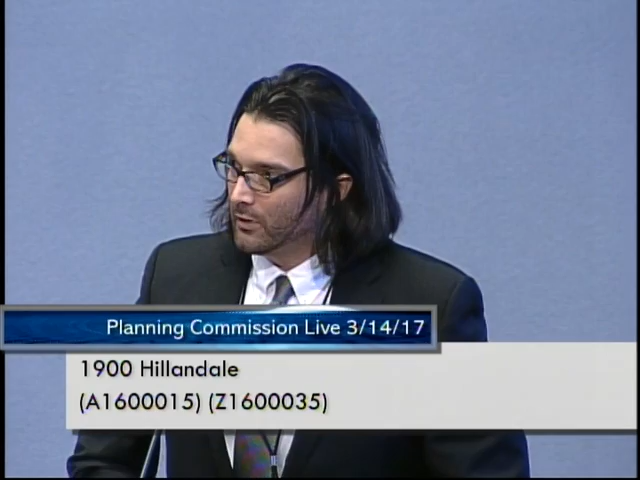 Planning Commission Live 3/14/17
1900 Hillandale
(A1600015) (Z1600035)